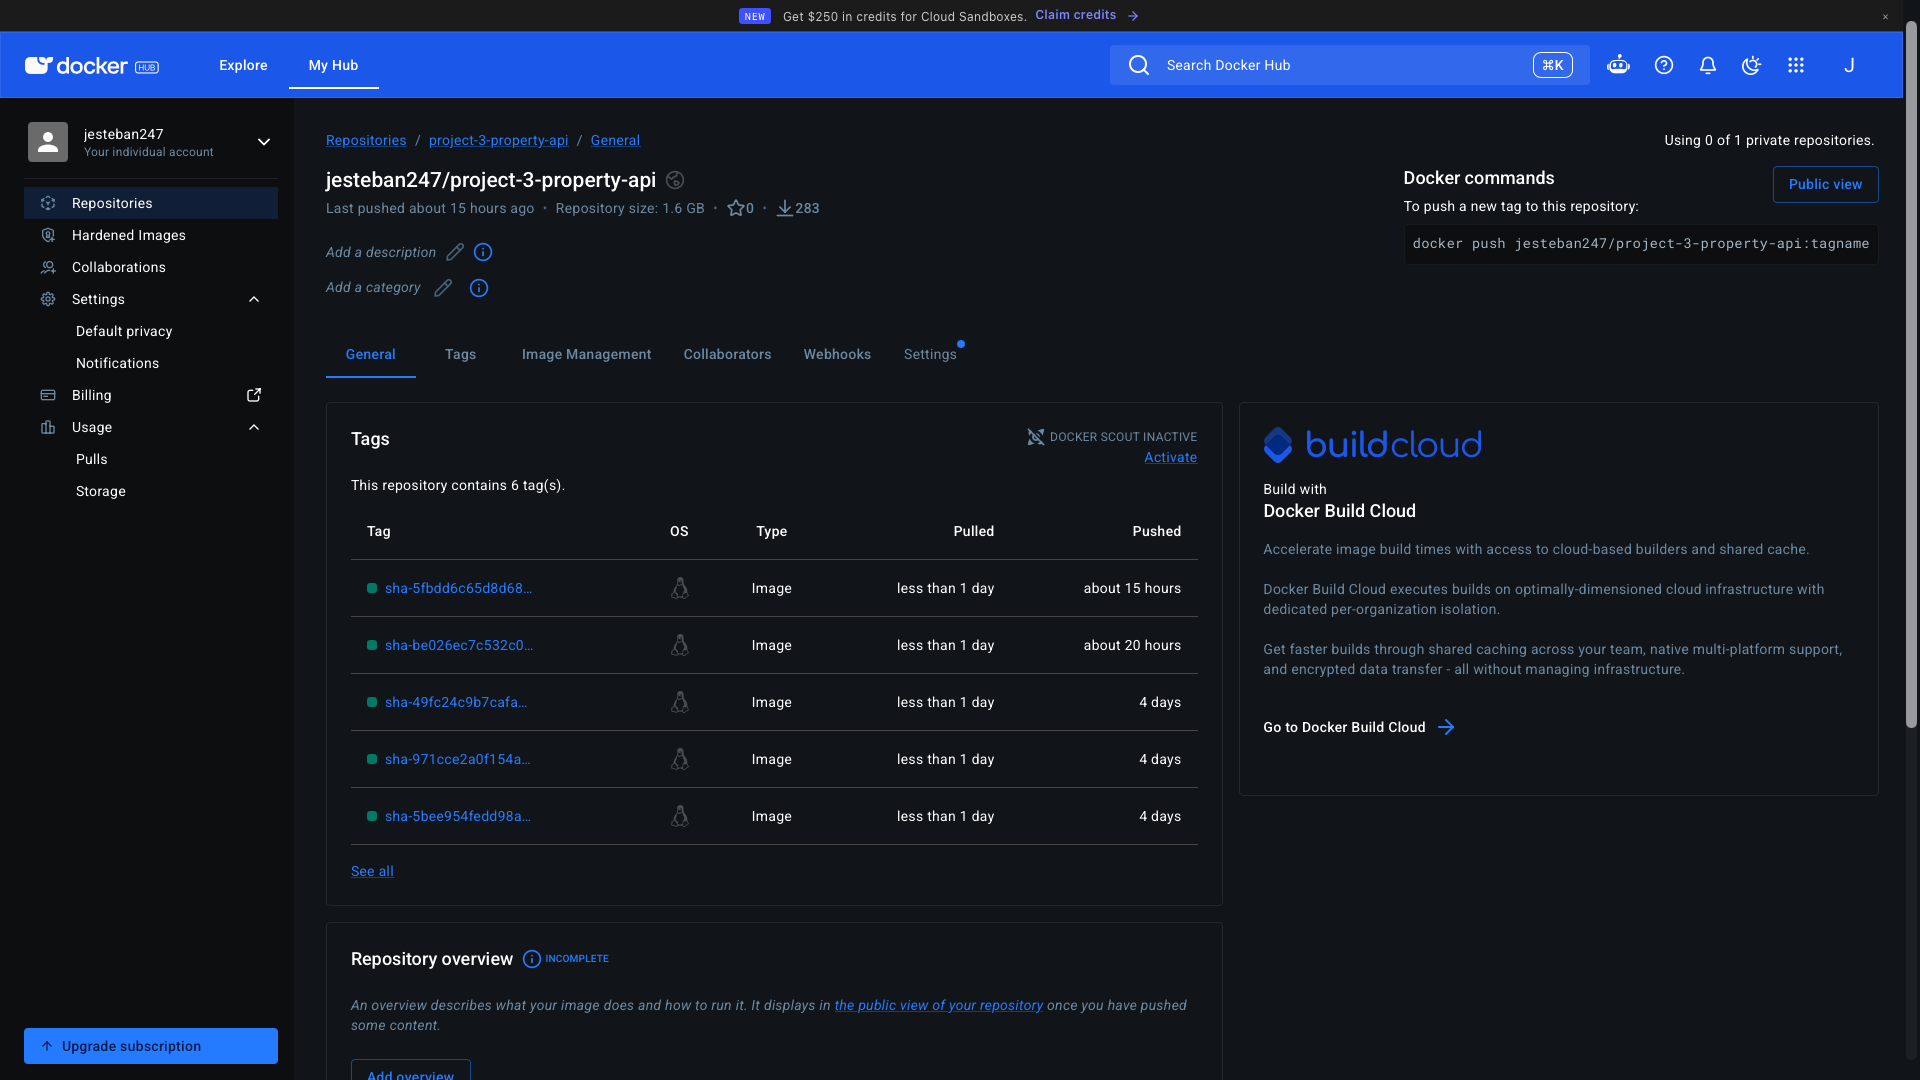 NEW Get $250 in credits for Cloud Sandboxes. Claim credits
docker HUB
Explore
My Hub
Search Docker Hub
⌘K
J
jesteban247
Your individual account
Repositories
Hardened Images
Collaborations
Settings
Default privacy
Notifications
Billing
Usage
Pulls
Storage
Upgrade subscription
Repositories / project-3-property-api / General
Using 0 of 1 private repositories.
jesteban247/project-3-property-api
Last pushed about 15 hours ago • Repository size: 1.6 GB • 0 • 283
Add a description
Add a category
Docker commands
Public view
To push a new tag to this repository:
docker push jesteban247/project-3-property-api:tagname
General
Tags
Image Management
Collaborators
Webhooks
Settings
Tags
DOCKER SCOUT INACTIVE
Activate
This repository contains 6 tag(s).
Tag OS Type Pulled Pushed
sha-5fbdd6c65d8d68... Image less than 1 day about 15 hours
sha-be026ec7c532c0... Image less than 1 day about 20 hours
sha-49fc24c9b7cafa... Image less than 1 day 4 days
sha-971cce2a0f154a... Image less than 1 day 4 days
sha-5bee954fedd98a... Image less than 1 day 4 days
See all
buildcloud
Build with
Docker Build Cloud
Accelerate image build times with access to cloud-based builders and shared cache.
Docker Build Cloud executes builds on optimally-dimensioned cloud infrastructure with
dedicated per-organization isolation.
Get faster builds through shared caching across your team, native multi-platform support,
and encrypted data transfer - all without managing infrastructure.
Go to Docker Build Cloud
Repository overview
INCOMPLETE
An overview describes what your image does and how to run it. It displays in the public view of your repository once you have pushed
some content.
Add overview